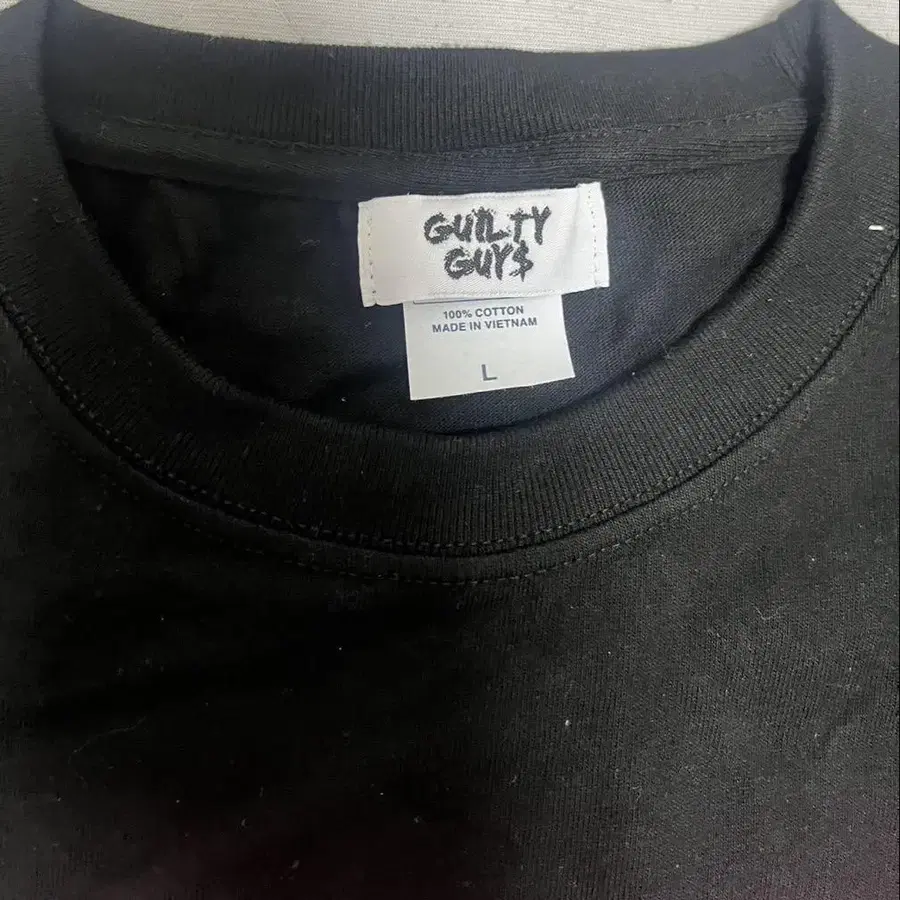 GUILTY
GUY$
100% COTTON
MADE IN VIETNAM
L